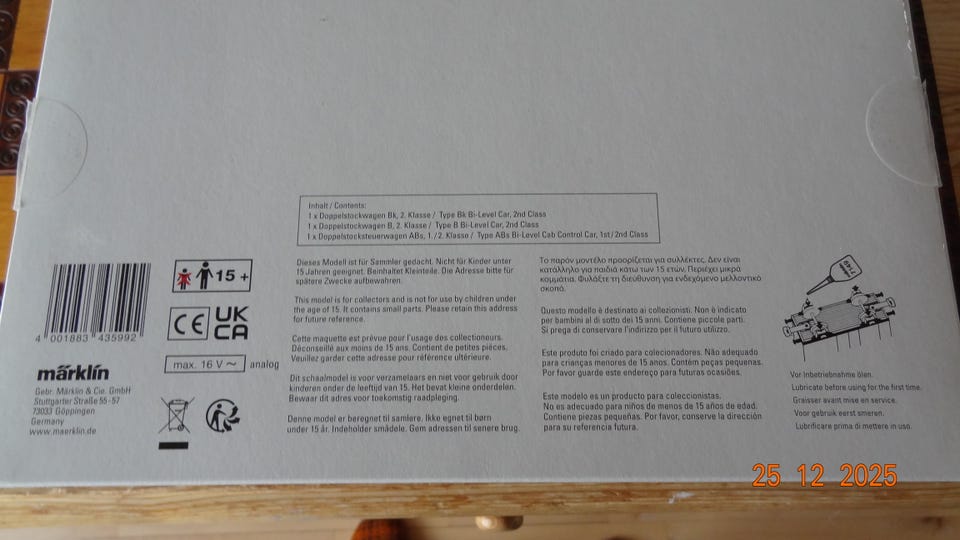 Inhalt / Contents:
1 x Doppelstockwagen Bk, 2. Klasse / Type Bk Bi-Level Car, 2nd Class
1 x Doppelstockwagen B, 2. Klasse / Type B Bi-Level Car, 2nd Class
1 x Doppelstocksteuerwagen ABs, 1. / 2. Klasse / Type ABs Bi-Level Cab Control Car, 1st / 2nd Class
4 001883 435992
märklin
Gebr. Märklin & Cie. GmbH
Stuttgarter Straße 55 - 57
73033 Göppingen
Germany
www.maerklin.de
15 +
CE
UK
CA
max. 16 V ~ analog
Dieses Modell ist für Sammler gedacht. Nicht für Kinder unter
15 Jahren geeignet. Beinhaltet Kleinteile. Die Adresse bitte für
spätere Zwecke aufbewahren.
This model is for collectors and is not for use by children under
the age of 15. It contains small parts. Please retain this address
for future reference.
Cette maquette est prévue pour l'usage des collectioneurs.
Déconseillé aux moins de 15 ans. Contient de petites pièces.
Veuillez garder cette adresse pour référence ultérieure.
Dit schaalmodel is voor verzamelaars en niet voor gebruik door
kinderen onder de leeftijd van 15. Het bevat kleine onderdelen.
Bewaar dit adres voor toekomstig raadpleging.
Denne model er beregnet til samlere. Ikke egnet til børn
under 15 år. Indeholder smådele. Gem adressen til senere brug.
Το παρόν μοντέλο προορίζεται για συλλέκτες. Δεν είναι
κατάλληλο για παιδιά κάτω των 15 ετών. Περιέχει μικρά
κομμάτια. Φυλάξτε τη διεύθυνση για ενδεχόμενο μελλοντικό
σκοπό.
Questo modello è destinato ai collezionisti. Non è indicato
per bambini al di sotto dei 15 anni. Contiene piccole parti.
Si prega di conservare l'indirizzo per il futuro utilizzo.
Este produto foi criado para colecionadores. Não adequado
para crianças menores de 15 anos. Contém peças pequenas.
Por favor guarde este endereço para futuras ocasiões.
Este modelo es un producto para coleccionistas.
No es adecuado para niños de menos de 15 años de edad.
Contiene piezas pequeñas. Por favor, conserve la dirección
para su referencia futura.
7149
Vor Inbetriebnahme ölen.
Lubricate before using for the first time.
Graisser avant mise en service.
Voor gebruik eerst smeren.
Lubrificare prima di mettere in uso.
25 12 2025